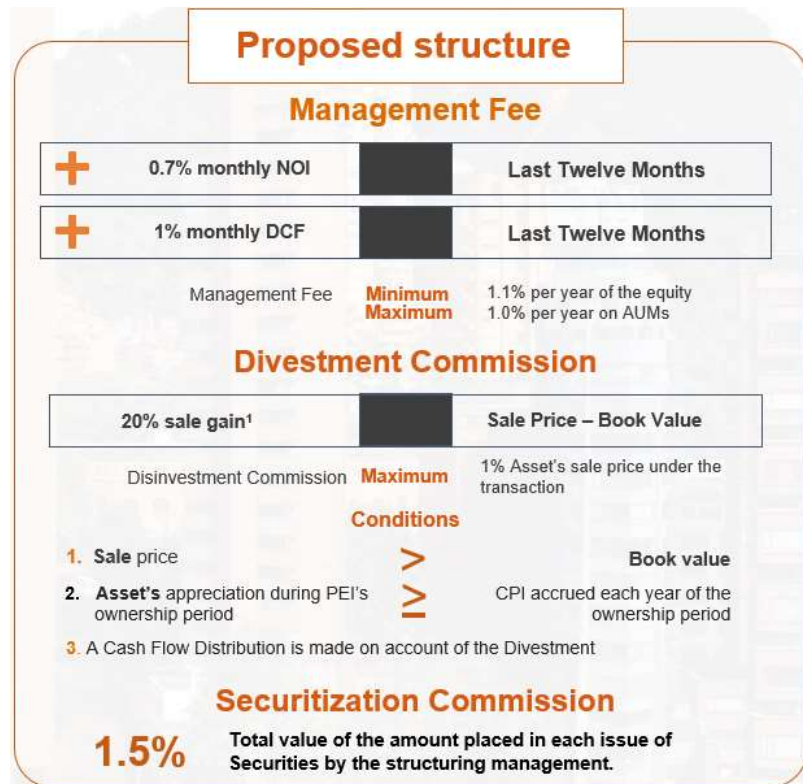 Proposed structure
Management Fee
+ 0.7% monthly NOI Last Twelve Months
+ 1% monthly DCF Last Twelve Months
Management Fee Minimum 1.1% per year of the equity
Maximum 1.0% per year on AUMs
Divestment Commission
20% sale gain¹ Sale Price – Book Value
Disinvestment Commission Maximum 1% Asset's sale price under the
transaction
Conditions
1. Sale price > Book value
2. Asset's appreciation during PEI's ≥ CPI accrued each year of the
ownership period ownership period
3. A Cash Flow Distribution is made on account of the Divestment
Securitization Commission
1.5% Total value of the amount placed in each issue of
Securities by the structuring management.